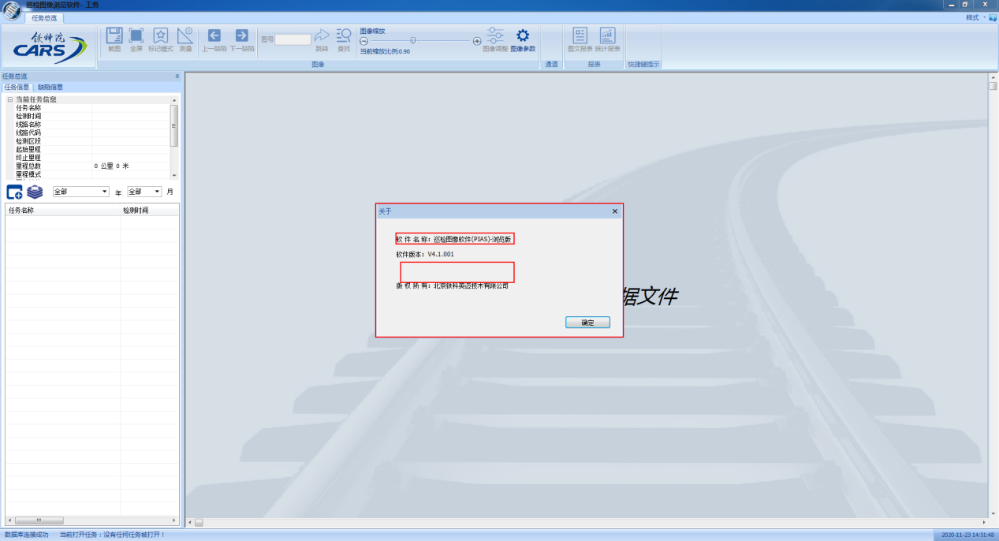 巡检图像浏览软件 - 工务
任务总览
样式
铁科院
CARS
截图 全屏 标记模式 测量
上一缺陷 下一缺陷
图号
跳转 查找
图像缩放
当前缩放比例:0.90
图像调整 图像参数
图文报表 统计报表
图像 通道 报表 快捷键提示
任务总览
任务信息 缺陷信息
当前任务信息
任务名称
检测时间
线路名称
线路代码
检测区段
起始里程
终止里程
里程总数 0 公里 0 米
里程模式
全部 年 全部 月
任务名称 检测时间
关于
软 件 名 称：巡检图像软件(PIAS)-浏览版
软件版本：V4.1.001
版 权 所 有：北京铁科英迈技术有限公司
确定
据文件
数据库连接成功 当前打开任务：没有任何任务被打开！
2020-11-23 14:51:48